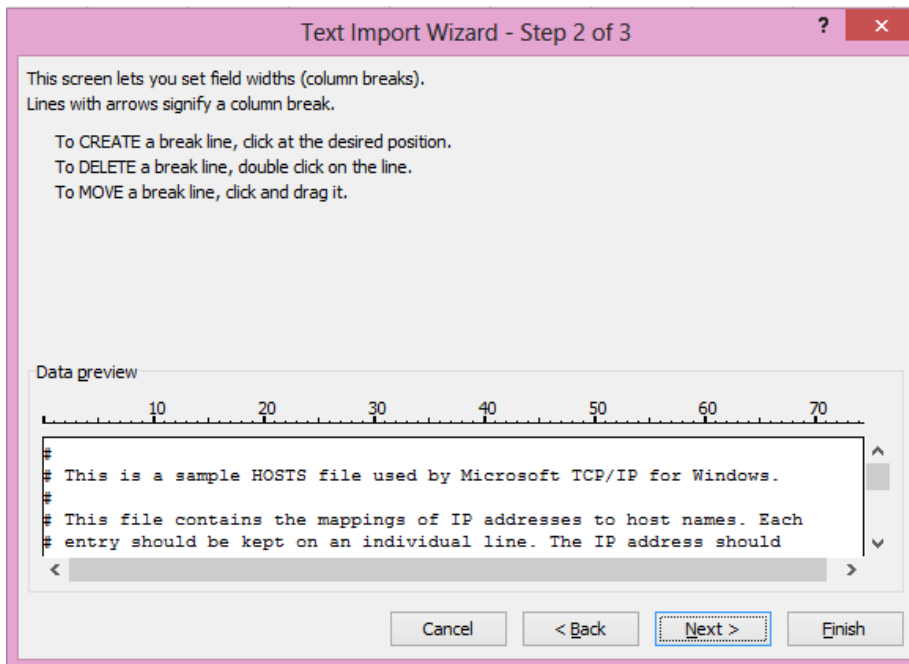 Text Import Wizard - Step 2 of 3
?
×
This screen lets you set field widths (column breaks).
Lines with arrows signify a column break.
To CREATE a break line, click at the desired position.
To DELETE a break line, double click on the line.
To MOVE a break line, click and drag it.
Data preview
10 20 30 40 50 60 70
#
# This is a sample HOSTS file used by Microsoft TCP/IP for Windows.
#
# This file contains the mappings of IP addresses to host names. Each
# entry should be kept on an individual line. The IP address should
Cancel < Back Next > Finish